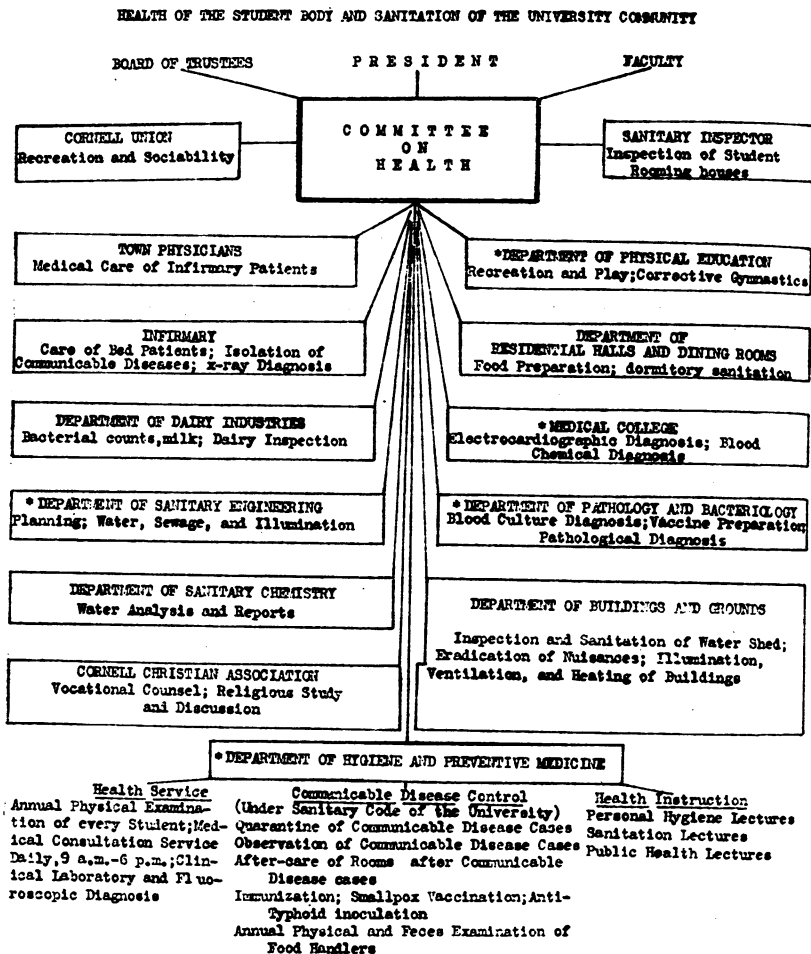 HEALTH OF THE STUDENT BODY AND SANITATION OF THE UNIVERSITY COMMUNITY
BOARD OF TRUSTEES
PRESIDENT
FACULTY
COMMITTEE
ON
HEALTH
CORNELL UNION
Recreation and Sociability
SANITARY INSPECTOR
Inspection of Student
Rooming houses
TOWN PHYSICIANS
Medical Care of Infirmary Patients
*DEPARTMENT OF PHYSICAL EDUCATION
Recreation and Play;Corrective Gymnastics
INFIRMARY
Care of Bed Patients; Isolation of
Communicable Diseases; x-ray Diagnosis
DEPARTMENT OF
RESIDENTIAL HALLS AND DINING ROOMS
Food Preparation; dormitory sanitation
DEPARTMENT OF DAIRY INDUSTRIES
Bacterial counts,milk; Dairy Inspection
*MEDICAL COLLEGE
Electrocardiographic Diagnosis; Blood
Chemical Diagnosis
*DEPARTMENT OF SANITARY ENGINEERING
Planning; Water, Sewage, and Illumination
*DEPARTMENT OF PATHOLOGY AND BACTERIOLOGY
Blood Culture Diagnosis;Vaccine Preparation
Pathological Diagnosis
DEPARTMENT OF SANITARY CHEMISTRY
Water Analysis and Reports
DEPARTMENT OF BUILDINGS AND GROUNDS
Inspection and Sanitation of Water Shed;
Eradication of Nuisances; Illumination,
Ventilation, and Heating of Buildings
CORNELL CHRISTIAN ASSOCIATION
Vocational Counsel; Religious Study
and Discussion
*DEPARTMENT OF HYGIENE AND PREVENTIVE MEDICINE
Health Service
Annual Physical Examina-
tion of every Student;Med-
ical Consultation Service
Daily,9 a.m.-6 p.m.;Clin-
ical Laboratory and Fluo-
roscopic Diagnosis
Communicable Disease Control
(Under Sanitary Code of the University)
Quarantine of Communicable Disease Cases
Observation of Communicable Disease Cases
After-care of Rooms after Communicable
Disease cases
Immunization; Smallpox Vaccination;Anti-
Typhoid inoculation
Annual Physical and Feces Examination of
Food Handlers
Health Instruction
Personal Hygiene Lectures
Sanitation Lectures
Public Health Lectures